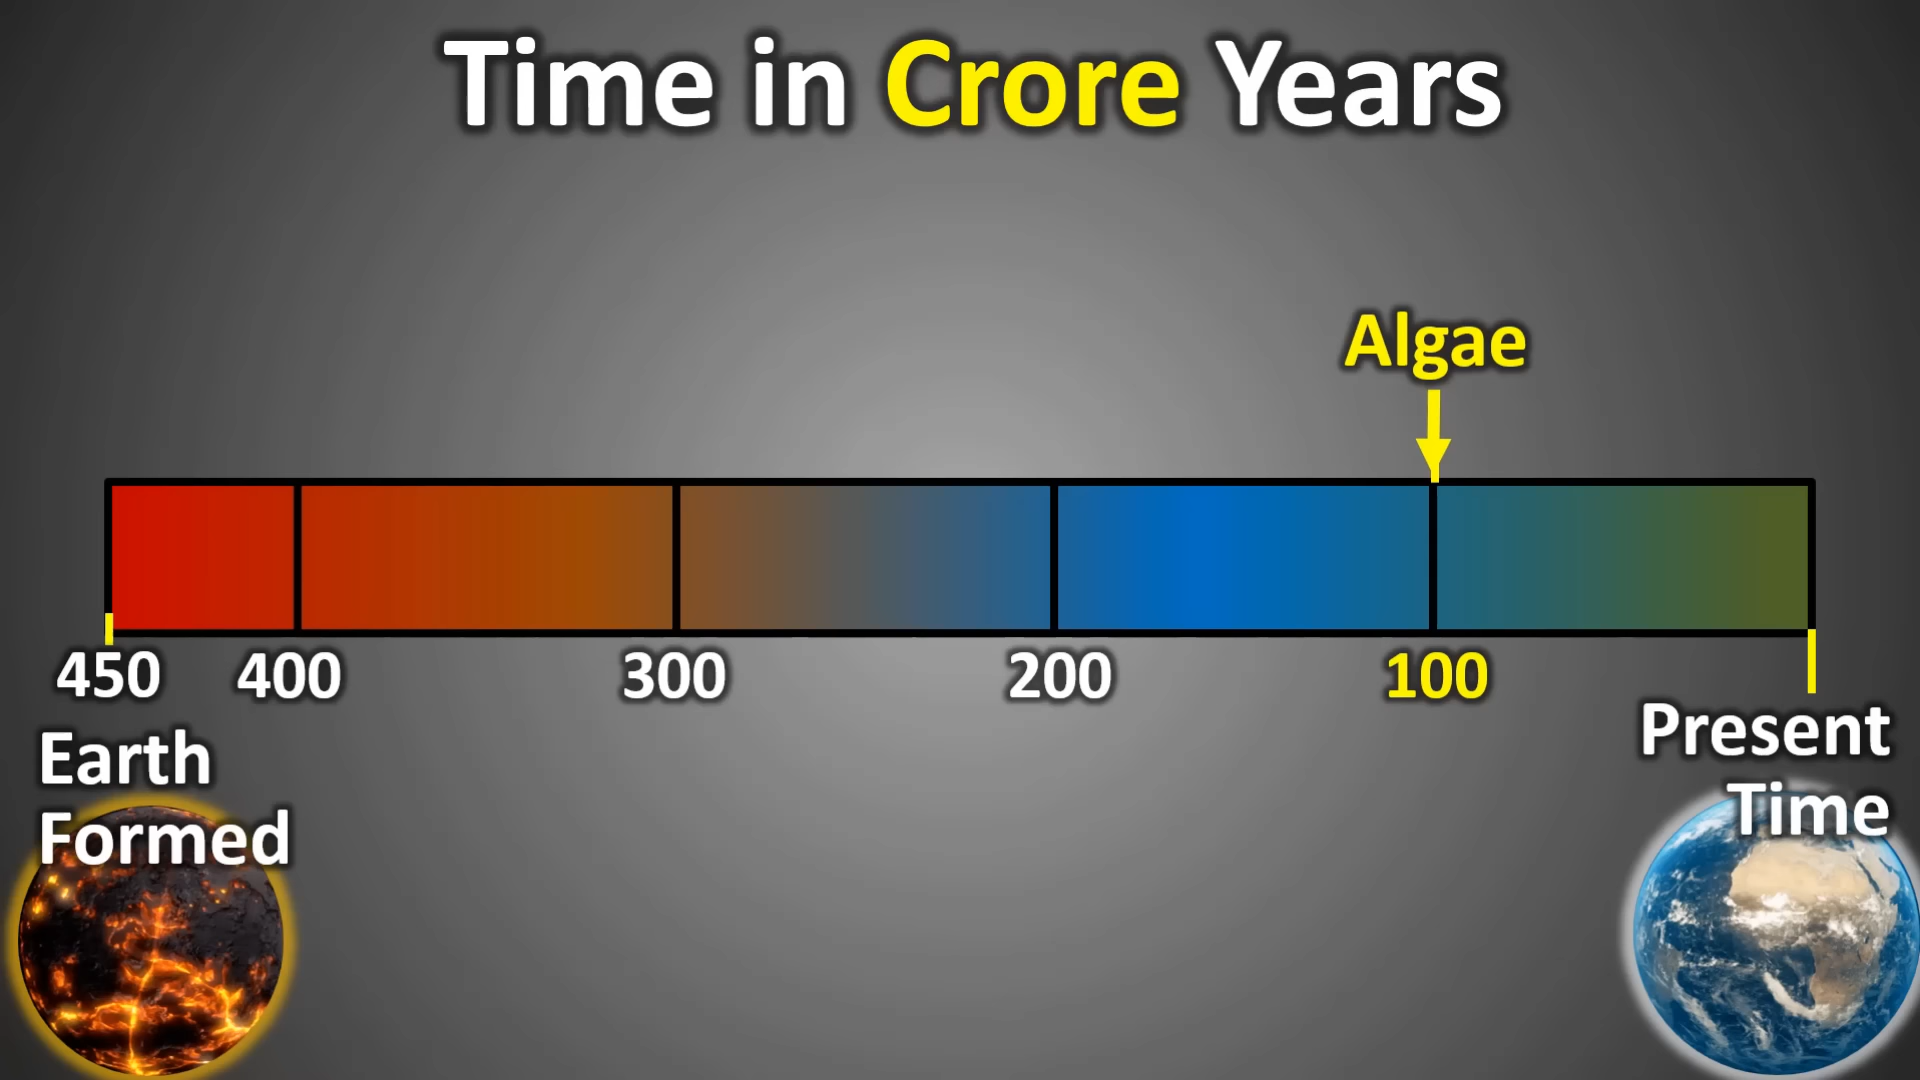 Time in Crore Years
Algae
450 400 300 200 100
Earth
Formed
Present
Time